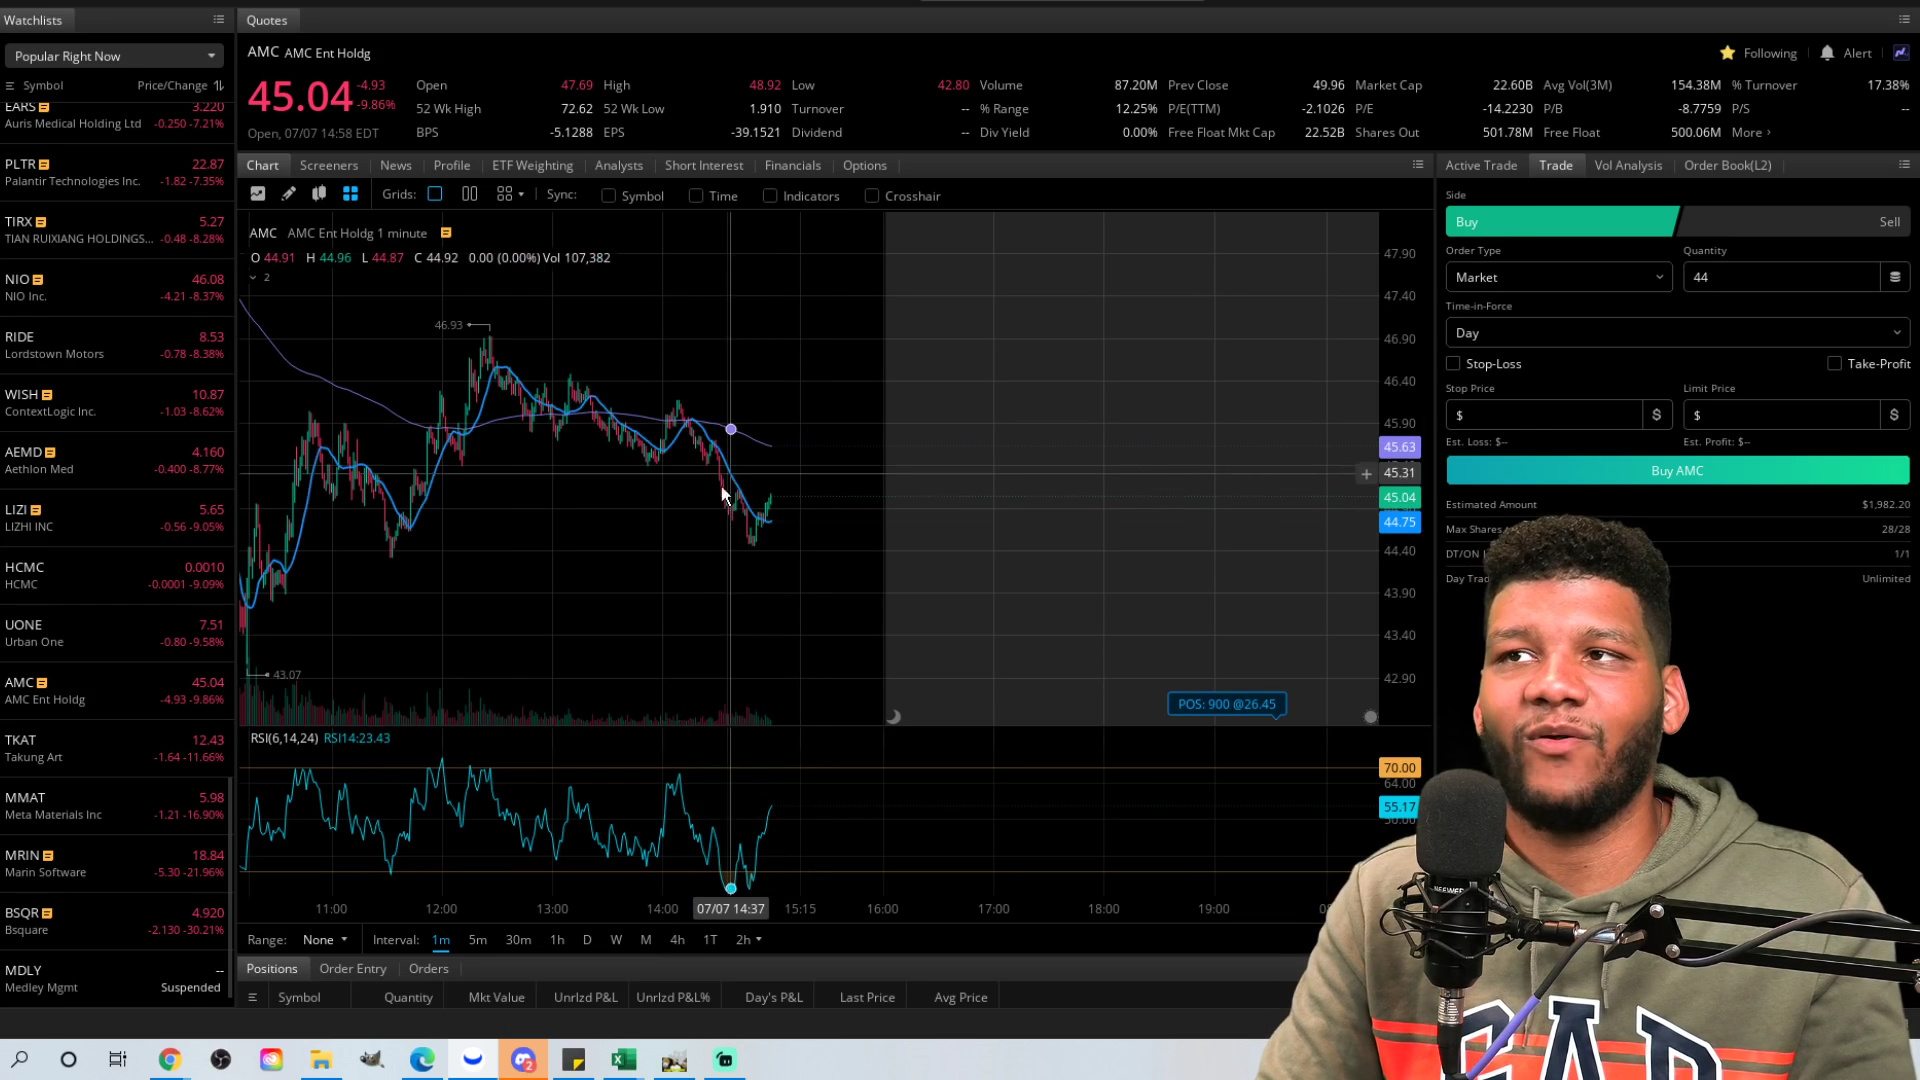 Watchlists
Popular Right Now
Symbol Price/Change
EARS 3.220
Auris Medical Holding Ltd -0.250 -7.21%
PLTR 22.87
Palantir Technologies Inc. -1.82 -7.35%
TIRX 5.27
TIAN RUIXIANG HOLDINGS... -0.48 -8.28%
NIO 46.08
NIO Inc. -4.21 -8.37%
RIDE 8.53
Lordstown Motors -0.78 -8.38%
WISH 10.87
ContextLogic Inc. -1.03 -8.62%
AEMD 4.160
Aethlon Med -0.400 -8.77%
LIZI 5.65
LIZHI INC -0.56 -9.05%
HCMC 0.0010
HCMC -0.0001 -9.09%
UONE 7.51
Urban One -0.80 -9.58%
AMC 45.04
AMC Ent Holdg -4.93 -9.86%
TKAT 12.43
Takung Art -1.64 -11.66%
MMAT 5.98
Meta Materials Inc -1.21 -16.90%
MRIN 18.84
Marin Software -5.30 -21.96%
BSQR 4.920
Bsquare -2.130 -30.21%
MDLY --
Medley Mgmt Suspended
Quotes
AMC AMC Ent Holdg
Following Alert
45.04 -4.93 -9.86%
Open, 07/07 14:58 EDT
Open 47.69 High 48.92 Low 42.80 Volume 87.20M Prev Close 49.96 Market Cap 22.60B Avg Vol(3M) 154.38M % Turnover 17.38%
52 Wk High 72.62 52 Wk Low 1.910 Turnover -- % Range 12.25% P/E(TTM) -2.1026 P/E -14.2230 P/B -8.7759 P/S --
BPS -5.1288 EPS -39.1521 Dividend -- Div Yield 0.00% Free Float Mkt Cap 22.52B Shares Out 501.78M Free Float 500.06M More
Chart Screeners News Profile ETF Weighting Analysts Short Interest Financials Options
Grids: Sync: Symbol Time Indicators Crosshair
AMC AMC Ent Holdg 1 minute
O 44.91 H 44.96 L 44.87 C 44.92 0.00 (0.00%) Vol 107,382
2
46.93
43.07
47.90
47.40
46.90
46.40
45.90
45.63
45.31
45.04
44.75
44.40
43.90
43.40
42.90
POS: 900 @26.45
RSI(6,14,24) RSI14:23.43
70.00
64.00
55.17
11:00 12:00 13:00 14:00 07/07 14:37 15:15 16:00 17:00 18:00 19:00
Range: None Interval: 1m 5m 30m 1h D W M 4h 1T 2h
Positions Order Entry Orders
Symbol Quantity Mkt Value Unrlzd P&L Unrlzd P&L% Day's P&L Last Price Avg Price
Active Trade Trade Vol Analysis Order Book(L2)
Side
Buy Sell
Order Type Quantity
Market 44
Time-in-Force
Day
Stop-Loss Take-Profit
Stop Price Limit Price
$ $ $ $
Est. Loss: $-- Est. Profit: $--
Buy AMC
Estimated Amount $1,982.20
Max Shares 28/28
DT/ON 1/1
Day Unlimited
NEEWER
GAP
2